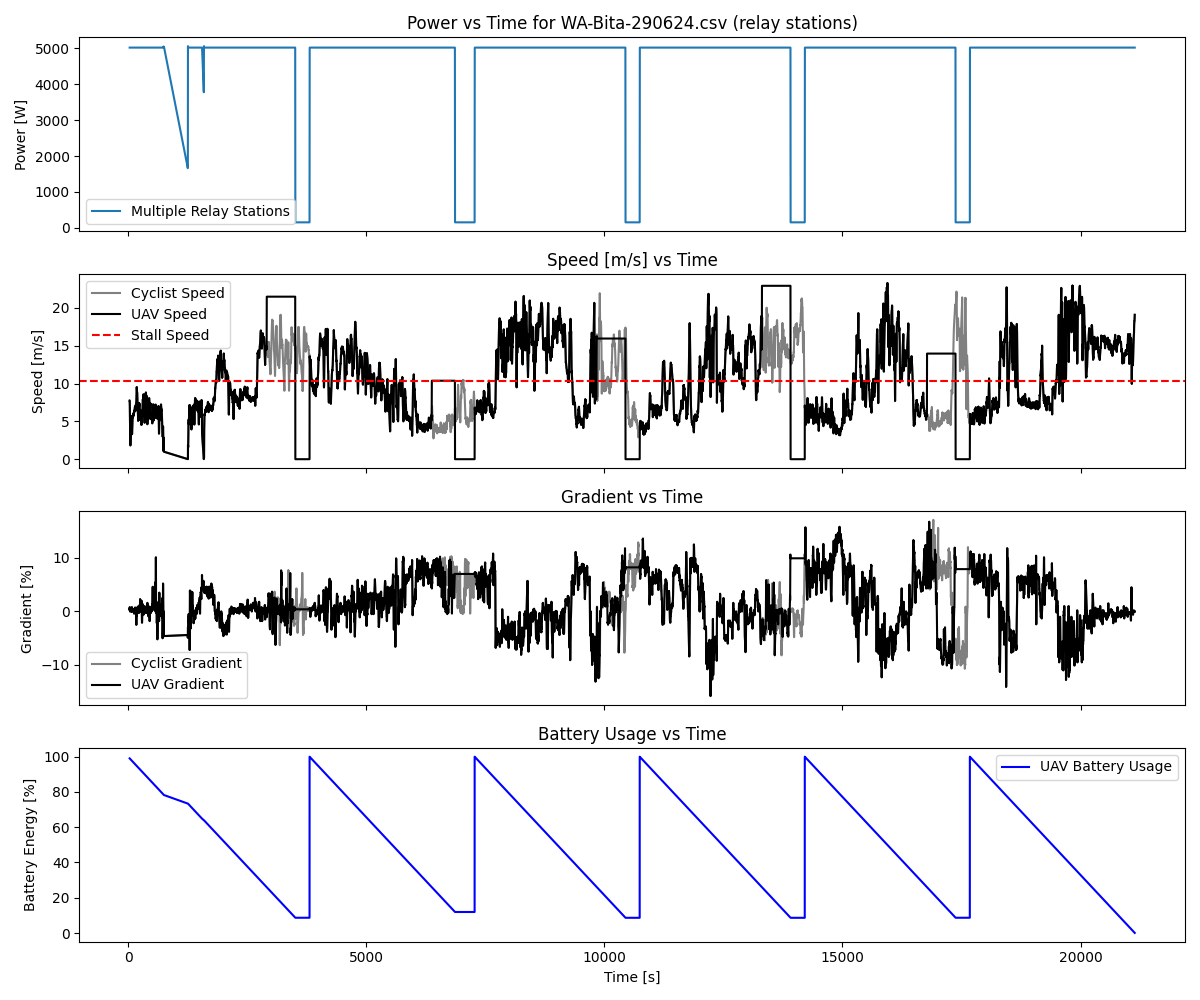 Power vs Time for WA-Bita-290624.csv (relay stations)
5000
4000
3000
2000
1000
0
Power [W]
Multiple Relay Stations
Speed [m/s] vs Time
20
15
10
5
0
Speed [m/s]
Cyclist Speed
UAV Speed
Stall Speed
Gradient vs Time
10
0
−10
Gradient [%]
Cyclist Gradient
UAV Gradient
Battery Usage vs Time
100
80
60
40
20
0
Battery Energy [%]
UAV Battery Usage
0 5000 10000 15000 20000
Time [s]